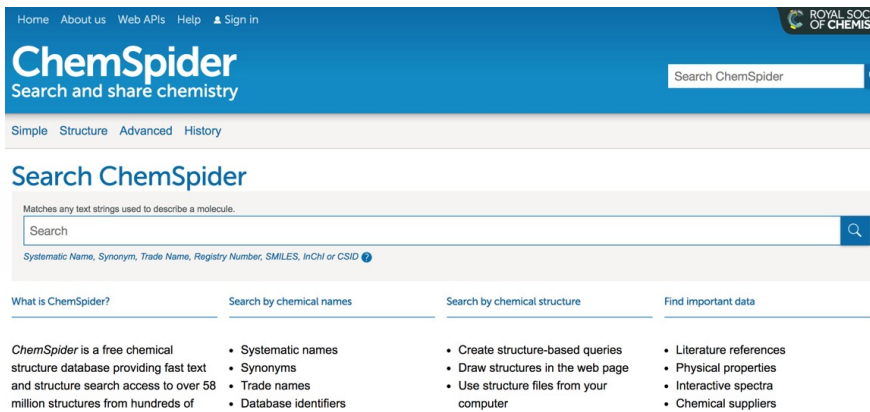 Home About us Web APIs Help Sign in
ROYAL SOC
OF CHEMIS
ChemSpider
Search and share chemistry
Search ChemSpider
Simple Structure Advanced History
Search ChemSpider
Matches any text strings used to describe a molecule.
Search
Systematic Name, Synonym, Trade Name, Registry Number, SMILES, InChI or CSID ?
What is ChemSpider?
ChemSpider is a free chemical
structure database providing fast text
and structure search access to over 58
million structures from hundreds of
Search by chemical names
• Systematic names
• Synonyms
• Trade names
• Database identifiers
Search by chemical structure
• Create structure-based queries
• Draw structures in the web page
• Use structure files from your
computer
Find important data
• Literature references
• Physical properties
• Interactive spectra
• Chemical suppliers